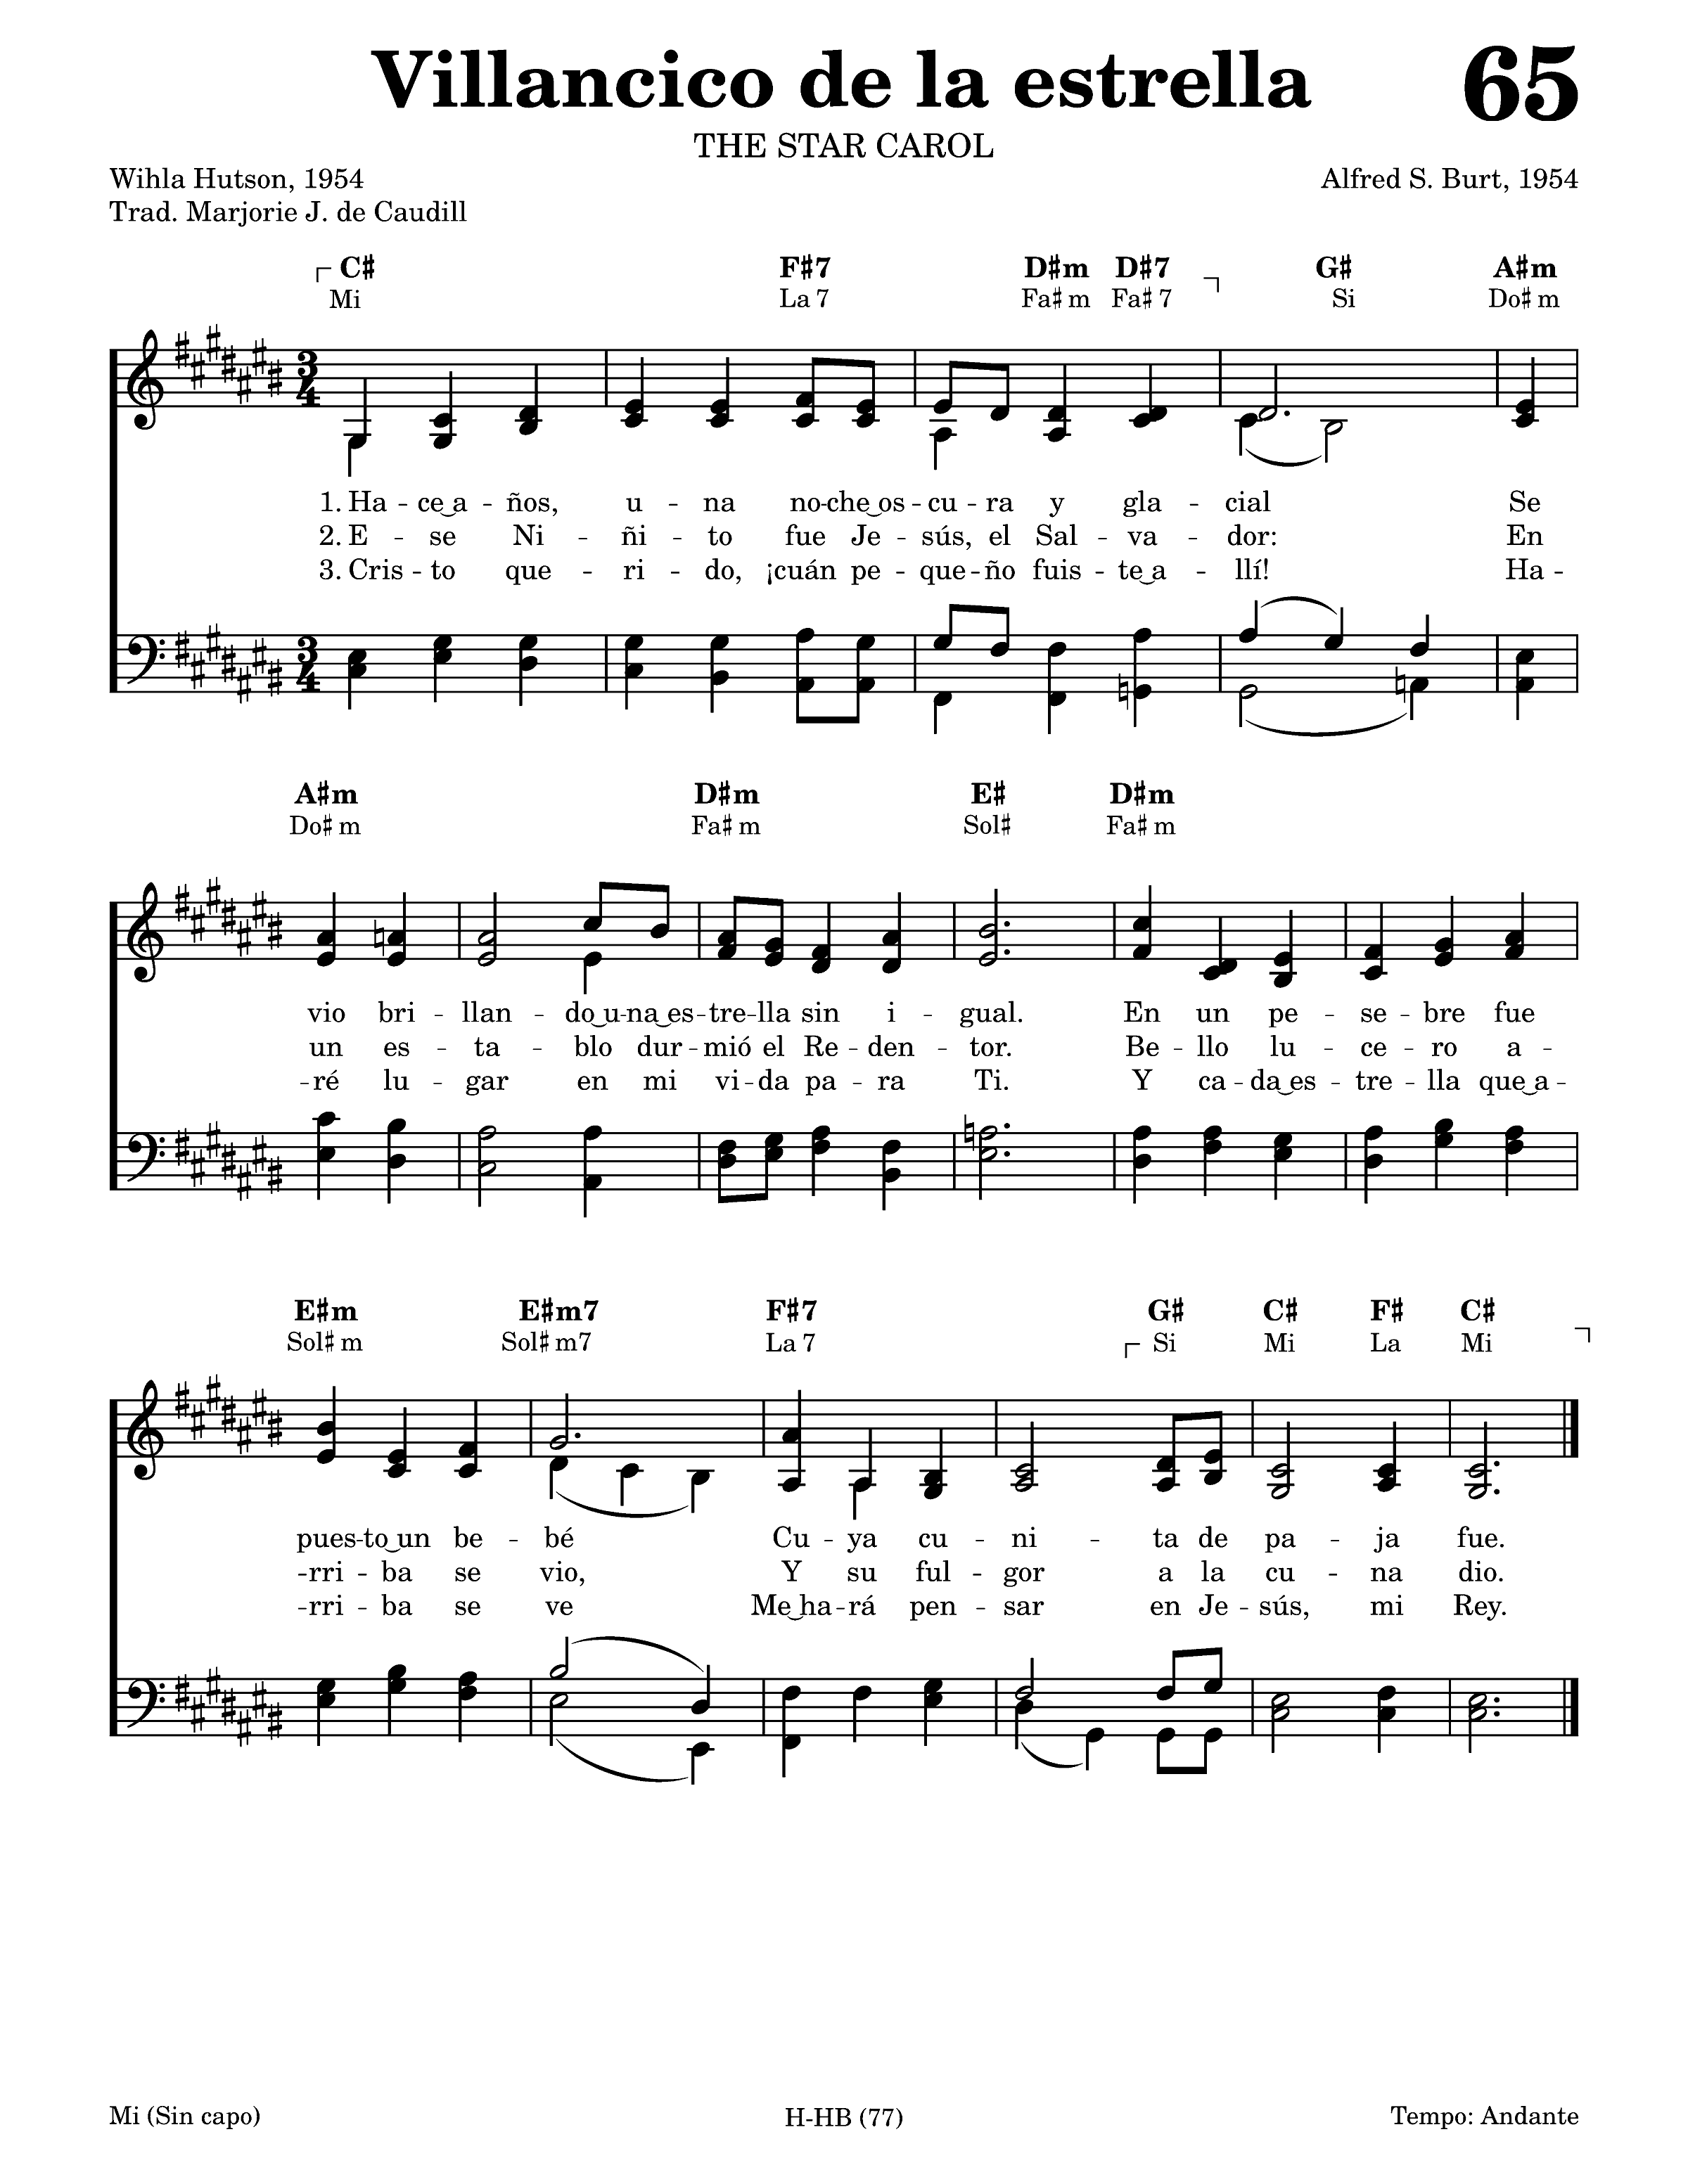 Villancico de la estrella 65
THE STAR CAROL
Wihla Hutson, 1954 Alfred S. Burt, 1954
Trad. Marjorie J. de Caudill
C♯ F♯7 D♯m D♯7 G♯ A♯m
Mi La 7 Fa♯ m Fa♯ 7 Si Do♯ m
1. Ha -- ce‿a -- ños, u -- na no -- che‿os -- cu -- ra y gla -- cial Se
2. E -- se Ni -- ñi -- to fue Je -- sús, el Sal -- va -- dor: En
3. Cris -- to que -- ri -- do, ¡cuán pe -- que -- ño fuis -- te‿a -- llí! Ha --
A♯m D♯m E♯ D♯m
Do♯ m Fa♯ m Sol♯ Fa♯ m
vio bri -- llan -- do‿u -- na‿es -- tre -- lla sin i -- gual. En un pe -- se -- bre fue
un es -- ta -- blo dur -- mió el Re -- den -- tor. Be -- llo lu -- ce -- ro a --
-- ré lu -- gar en mi vi -- da pa -- ra Ti. Y ca -- da‿es -- tre -- lla que‿a --
E♯m E♯m7 F♯7 G♯ C♯ F♯ C♯
Sol♯ m Sol♯ m7 La 7 Si Mi La Mi
pues -- to‿un be -- bé Cu -- ya cu -- ni -- ta de pa -- ja fue.
-- rri -- ba se vio, Y su ful -- gor a la cu -- na dio.
-- rri -- ba se ve Me‿ha -- rá pen -- sar en Je -- sús, mi Rey.
Mi (Sin capo) H-HB (77) Tempo: Andante